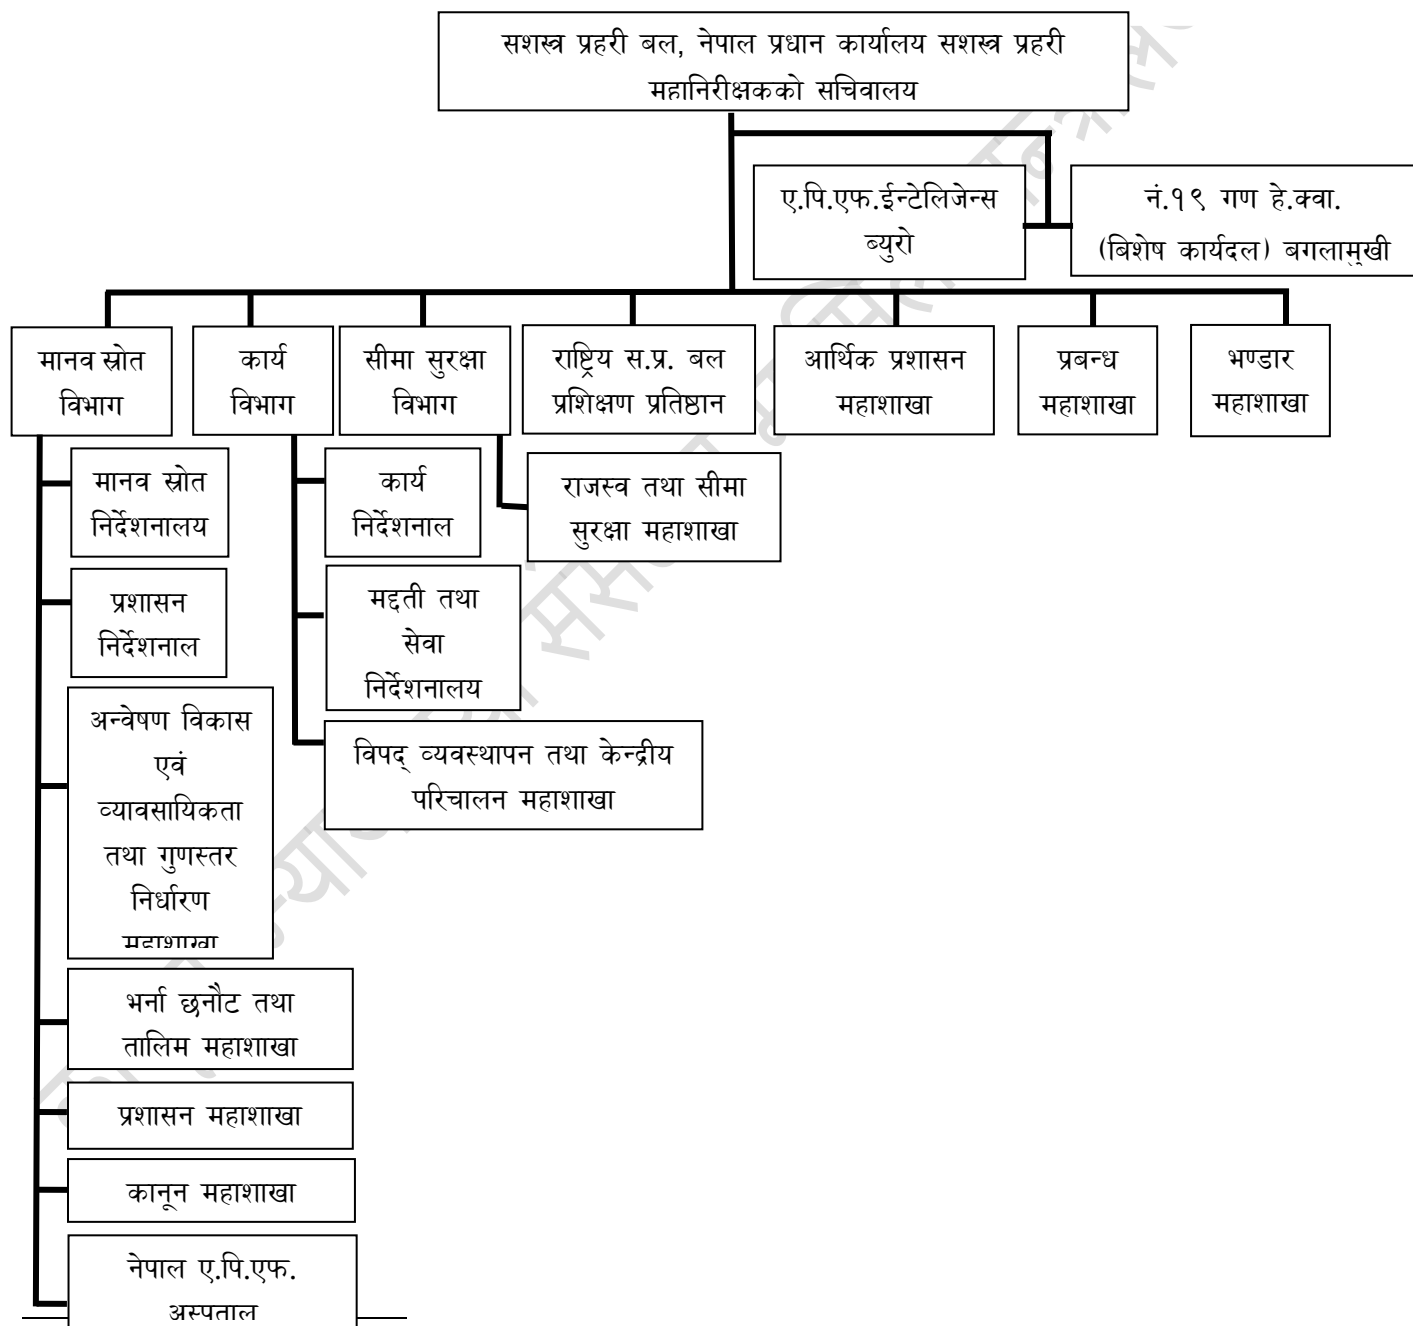 सशस्त्र प्रहरी बल, नेपाल प्रधान कार्यालय सशस्त्र प्रहरी
महानिरीक्षकको सचिवालय
ए.पि.एफ.ईन्टेलिजेन्स
ब्युरो
नं.१९ गण हे.क्वा.
(बिशेष कार्यदल) बगलामुखी
मानव स्रोत
विभाग
कार्य
विभाग
सीमा सुरक्षा
विभाग
राष्ट्रिय स.प्र. बल
प्रशिक्षण प्रतिष्ठान
आर्थिक प्रशासन
महाशाखा
प्रबन्ध
महाशाखा
भण्डार
महाशाखा
मानव स्रोत
निर्देशनालय
प्रशासन
निर्देशनाल
अन्वेषण विकास
एवं
व्यावसायिकता
तथा गुणस्तर
निर्धारण
महाशाखा
भर्ना छनौट तथा
तालिम महाशाखा
प्रशासन महाशाखा
कानून महाशाखा
नेपाल ए.पि.एफ.
अस्पताल
कार्य
निर्देशनाल
मद्दती तथा
सेवा
निर्देशनालय
विपद् व्यवस्थापन तथा केन्द्रीय
परिचालन महाशाखा
राजस्व तथा सीमा
सुरक्षा महाशाखा